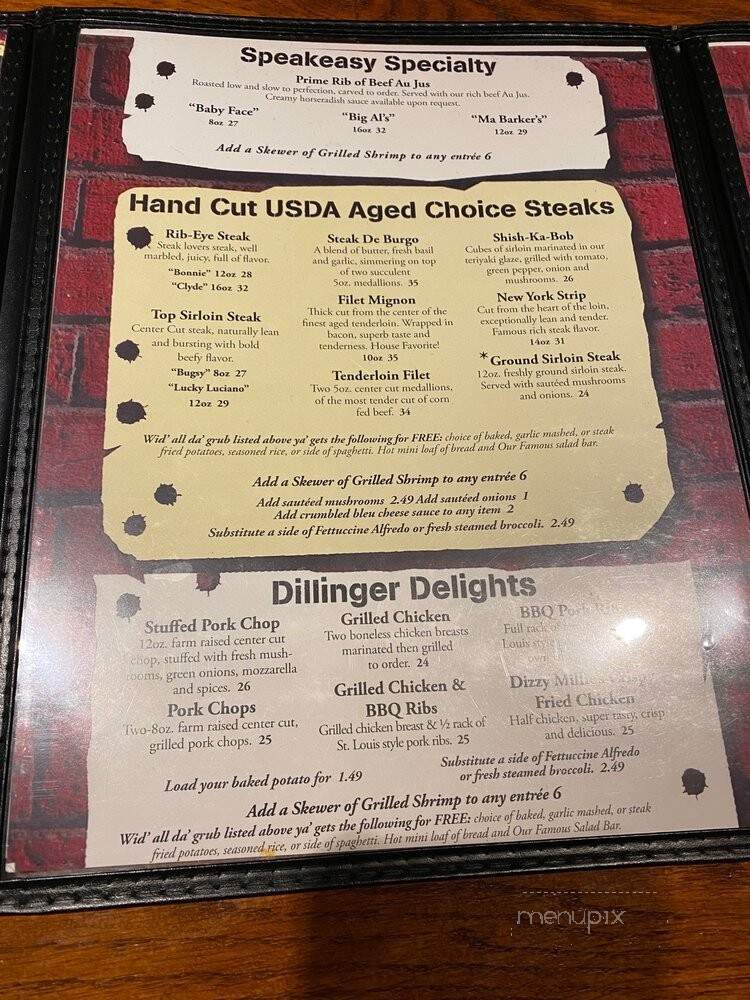 Speakeasy Specialty
Prime Rib of Beef Au Jus
Roasted low and slow to perfection, carved to order. Served with our rich beef Au Jus.
Creamy horseradish sauce available upon request.
"Baby Face"
8oz 27
"Big Al's"
16oz 32
"Ma Barker's"
12oz 29
Add a Skewer of Grilled Shrimp to any entrée 6
Hand Cut USDA Aged Choice Steaks
Rib-Eye Steak
Steak lovers steak, well
marbled, juicy, full of flavor.
"Bonnie" 12oz 28
"Clyde" 16oz 32
Top Sirloin Steak
Center Cut steak, naturally lean
and bursting with bold
beefy flavor.
"Bugsy" 8oz 27
"Lucky Luciano"
12oz 29
Steak De Burgo
A blend of butter, fresh basil
and garlic, simmering on top
of two succulent
5oz. medallions. 35
Filet Mignon
Thick cut from the center of the
finest aged tenderloin. Wrapped in
bacon, superb taste and
tenderness. House Favorite!
10oz 35
Tenderloin Filet
Two 5oz. center cut medallions,
of the most tender cut of corn
fed beef. 34
Shish-Ka-Bob
Cubes of sirloin marinated in our
teriyaki glaze, grilled with tomato,
green pepper, onion and
mushrooms. 26
New York Strip
Cut from the heart of the loin,
exceptionally lean and tender.
Famous rich steak flavor.
14oz 31
*Ground Sirloin Steak
12oz. freshly ground sirloin steak.
Served with sautéed mushrooms
and onions. 24
Wid' all da' grub listed above ya' gets the following for FREE: choice of baked, garlic mashed, or steak
fried potatoes, seasoned rice, or side of spaghetti. Hot mini loaf of bread and Our Famous salad bar.
Add a Skewer of Grilled Shrimp to any entrée 6
Add sautéed mushrooms 2.49 Add sautéed onions 1
Add crumbled bleu cheese sauce to any item 2
Substitute a side of Fettuccine Alfredo or fresh steamed broccoli. 2.49
Dillinger Delights
Stuffed Pork Chop
12oz. farm raised center cut
chop, stuffed with fresh mush-
rooms, green onions, mozzarella
and spices. 26
Pork Chops
Two-8oz. farm raised center cut,
grilled pork chops. 25
Grilled Chicken
Two boneless chicken breasts
marinated then grilled
to order. 24
Grilled Chicken &
BBQ Ribs
Grilled chicken breast & ½ rack of
St. Louis style pork ribs. 25
BBQ Pork
Full rack of
Louis style
Dizzy
Fried Chicken
Half chicken, super tasty, crisp
and delicious. 25
Load your baked potato for 1.49
Substitute a side of Fettuccine Alfredo
or fresh steamed broccoli. 2.49
Add a Skewer of Grilled Shrimp to any entrée 6
Wid' all da' grub listed above ya' gets the following for FREE: choice of baked, garlic mashed, or steak
fried potatoes, seasoned rice, or side of spaghetti. Hot mini loaf of bread and Our Famous Salad Bar.
menupix